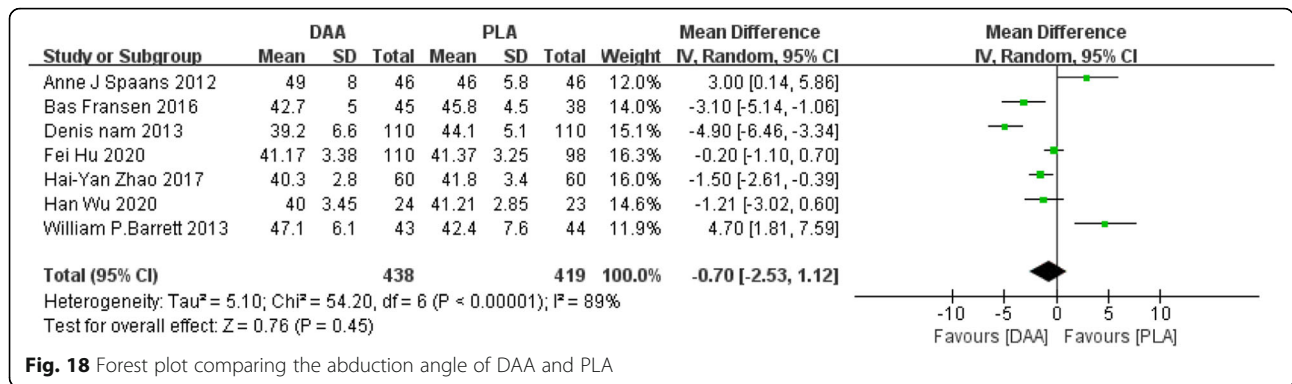 DAA PLA Mean Difference Mean Difference
Study or Subgroup Mean SD Total Mean SD Total Weight IV, Random, 95% CI IV, Random, 95% CI
Anne J Spaans 2012 49 8 46 46 5.8 46 12.0% 3.00 [0.14, 5.86]
Bas Fransen 2016 42.7 5 45 45.8 4.5 38 14.0% -3.10 [-5.14, -1.06]
Denis nam 2013 39.2 6.6 110 44.1 5.1 110 15.1% -4.90 [-6.46, -3.34]
Fei Hu 2020 41.17 3.38 110 41.37 3.25 98 16.3% -0.20 [-1.10, 0.70]
Hai-Yan Zhao 2017 40.3 2.8 60 41.8 3.4 60 16.0% -1.50 [-2.61, -0.39]
Han Wu 2020 40 3.45 24 41.21 2.85 23 14.6% -1.21 [-3.02, 0.60]
William P.Barrett 2013 47.1 6.1 43 42.4 7.6 44 11.9% 4.70 [1.81, 7.59]
Total (95% CI) 438 419 100.0% -0.70 [-2.53, 1.12]
Heterogeneity: Tau² = 5.10; Chi² = 54.20, df = 6 (P < 0.00001); I² = 89%
Test for overall effect: Z = 0.76 (P = 0.45)
-10 -5 0 5 10
Favours [DAA] Favours [PLA]
Fig. 18 Forest plot comparing the abduction angle of DAA and PLA